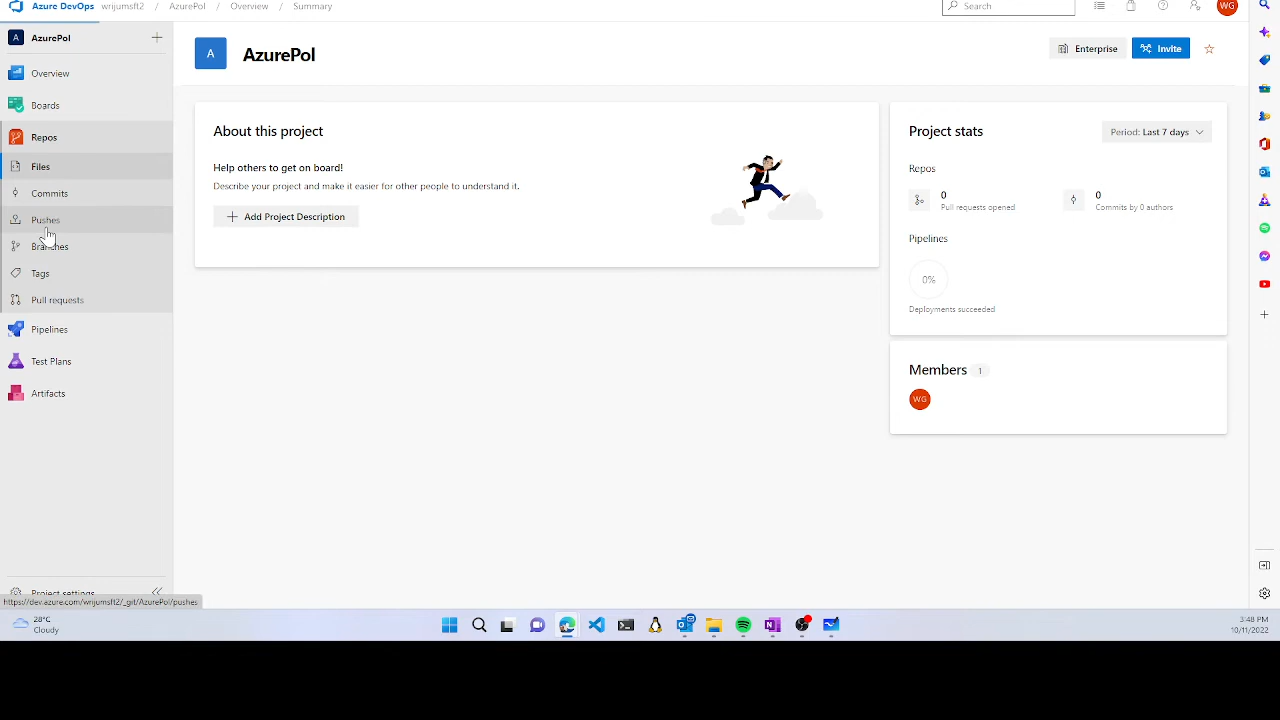 Azure DevOps wrijumsft2 / AzurePol / Overview / Summary
Search
WG
A AzurePol
Overview
Boards
Repos
Files
Commits
Pushes
Branches
Tags
Pull requests
Pipelines
Test Plans
Artifacts
Project settings
https://dev.azure.com/wrijumsft2/_git/AzurePol/pushes
A AzurePol
Enterprise
Invite
About this project
Help others to get on board!
Describe your project and make it easier for other people to understand it.
Add Project Description
Project stats
Period: Last 7 days
Repos
0
Pull requests opened
0
Commits by 0 authors
Pipelines
0%
Deployments succeeded
Members 1
WG
28°C
Cloudy
3:48 PM
10/11/2022